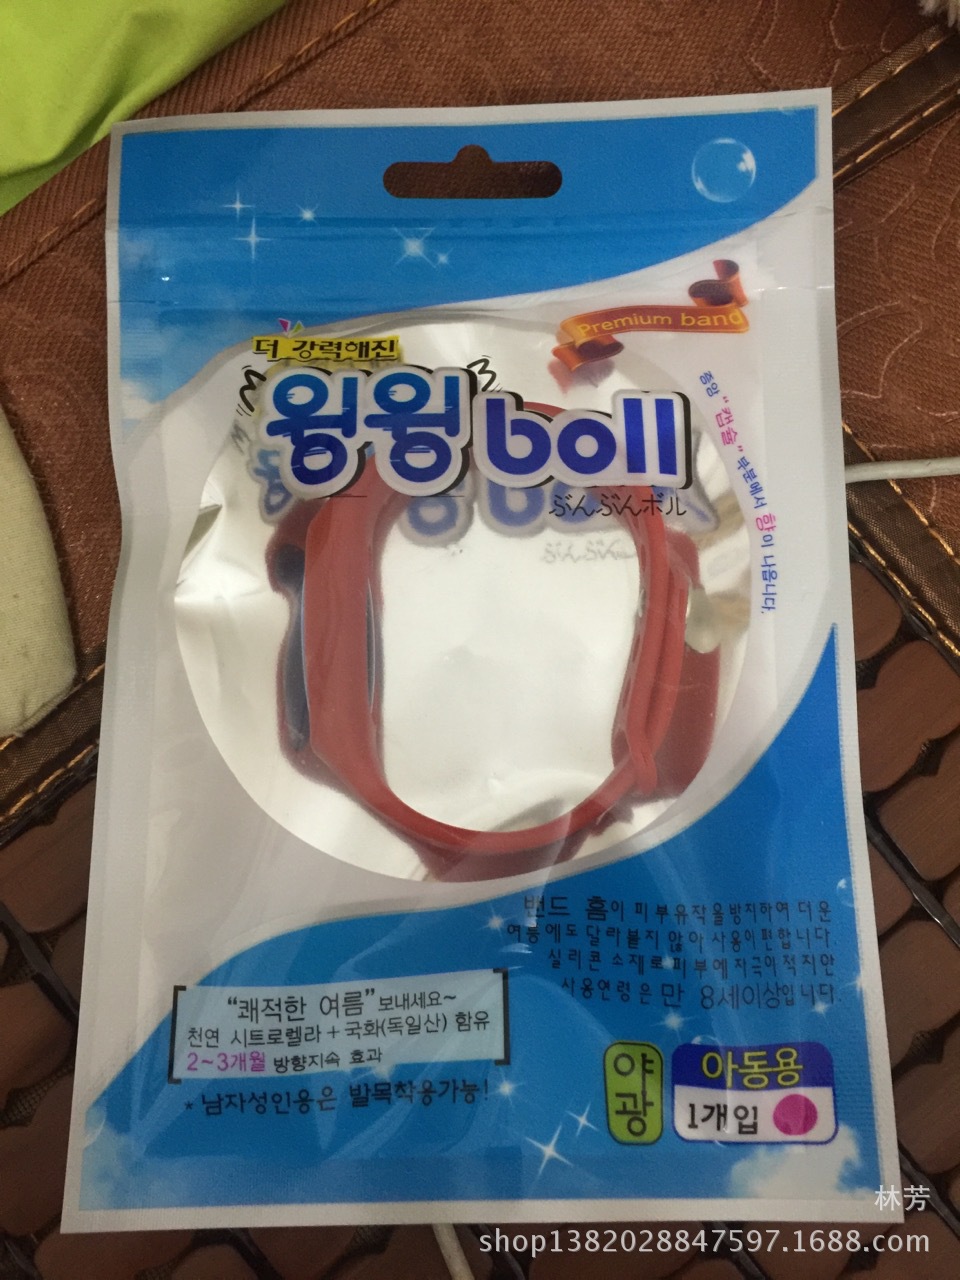 Premium band
더 강력해진
윙윙 boll
ぶんぶんボル
중앙 "캡슐" 부분에서 향이 나옵니다.
밴드 홈이 피부유착을방지하여 더운
여름에도 달라붙지 않아 사용이편합니다.
실리콘 소재로 피부에 자극이적지만
사용연령은 만 8세이상입니다.
"쾌적한 여름" 보내세요~
천연 시트로렐라 + 국화(독일산) 함유
2~3개월 방향지속 효과
* 남자성인용은 발목착용가능!
야광
아동용
1개입
林芳
shop1382028847597.1688.com